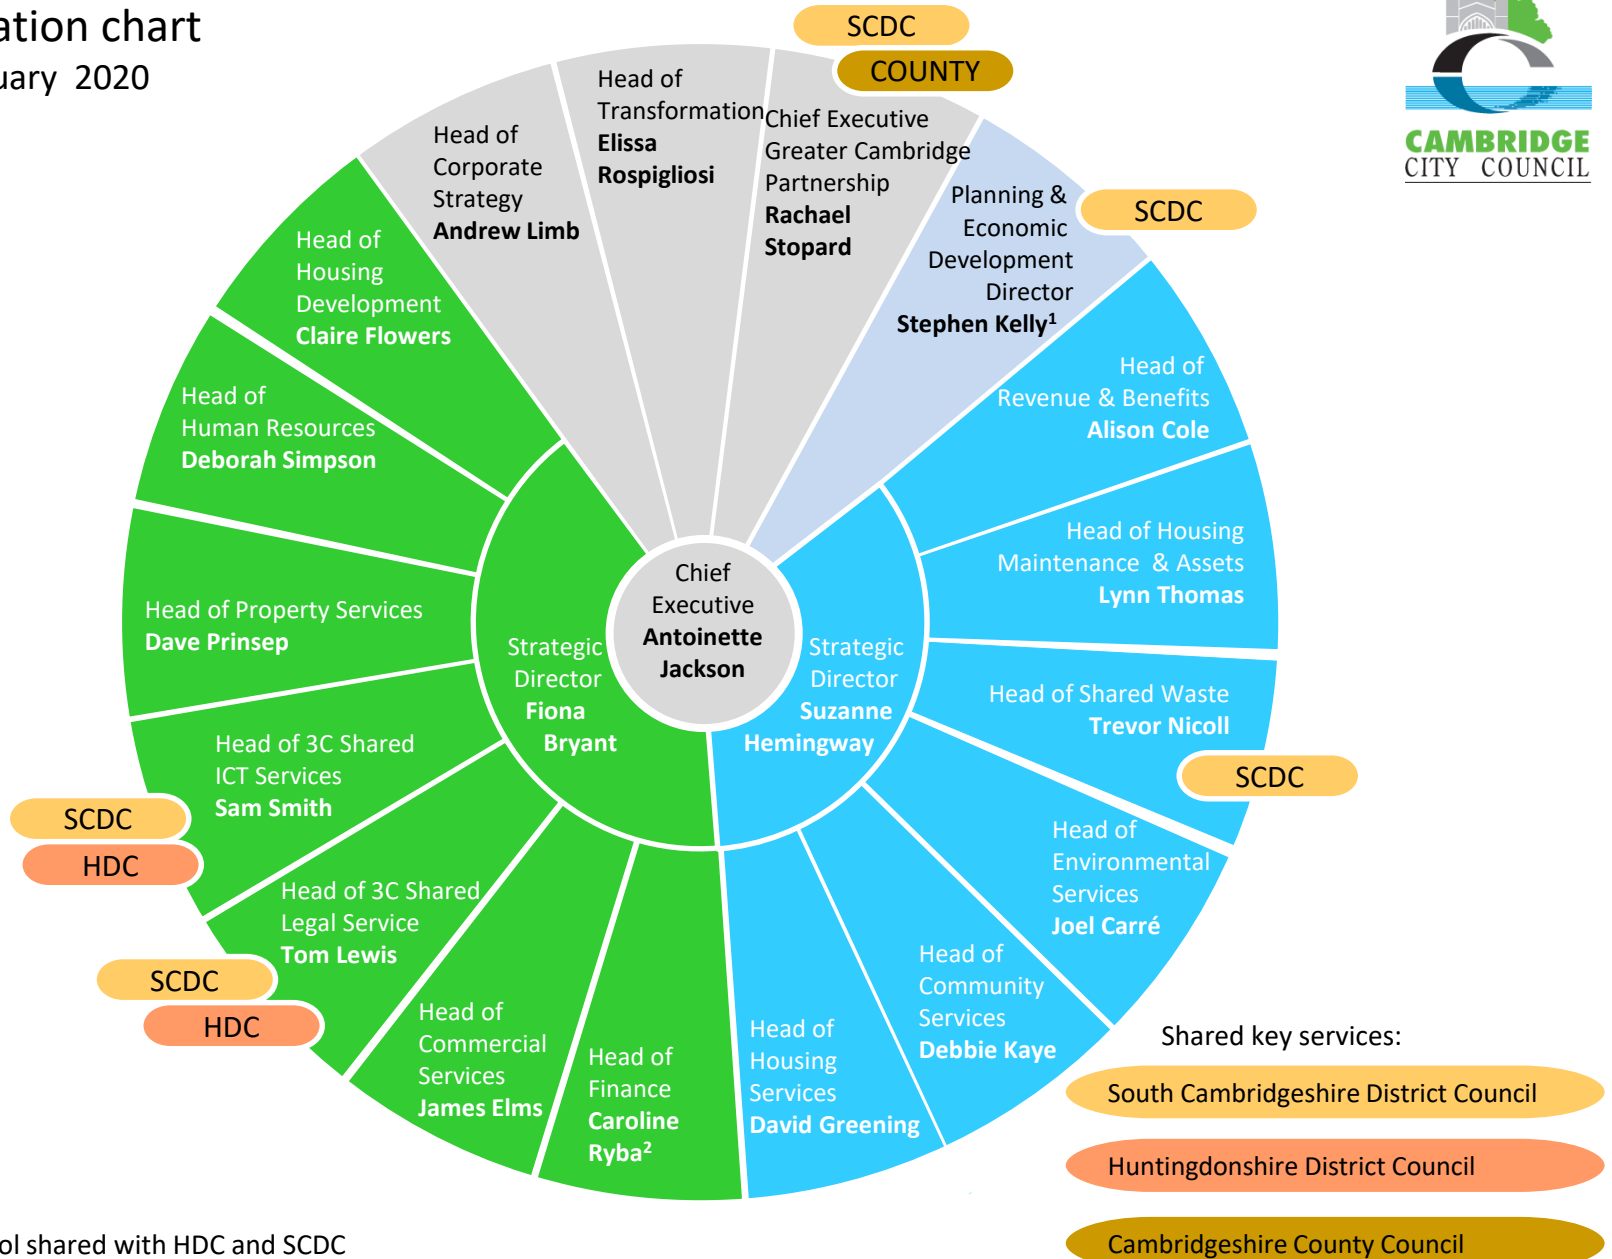 ation chart
uary 2020
SCDC
COUNTY
CAMBRIDGE
CITY COUNCIL
Head of
Transformation
Elissa
Rospigliosi
Chief Executive
Greater Cambridge
Partnership
Rachael
Stopard
Head of
Corporate
Strategy
Andrew Limb
Planning &
Economic
Development
Director
Stephen Kelly¹
SCDC
Head of
Housing
Development
Claire Flowers
Head of
Revenue & Benefits
Alison Cole
Head of
Human Resources
Deborah Simpson
Head of Housing
Maintenance & Assets
Lynn Thomas
Chief
Executive
Antoinette
Jackson
Head of Property Services
Dave Prinsep
Strategic
Director
Fiona
Bryant
Strategic
Director
Suzanne
Hemingway
Head of Shared Waste
Trevor Nicoll
SCDC
Head of 3C Shared
ICT Services
Sam Smith
SCDC
HDC
Head of
Environmental
Services
Joel Carré
Head of 3C Shared
Legal Service
Tom Lewis
SCDC
HDC
Head of
Community
Services
Debbie Kaye
Head of
Commercial
Services
James Elms
Head of
Finance
Caroline
Ryba²
Head of
Housing
Services
David Greening
Shared key services:
South Cambridgeshire District Council
Huntingdonshire District Council
Cambridgeshire County Council
ol shared with HDC and SCDC